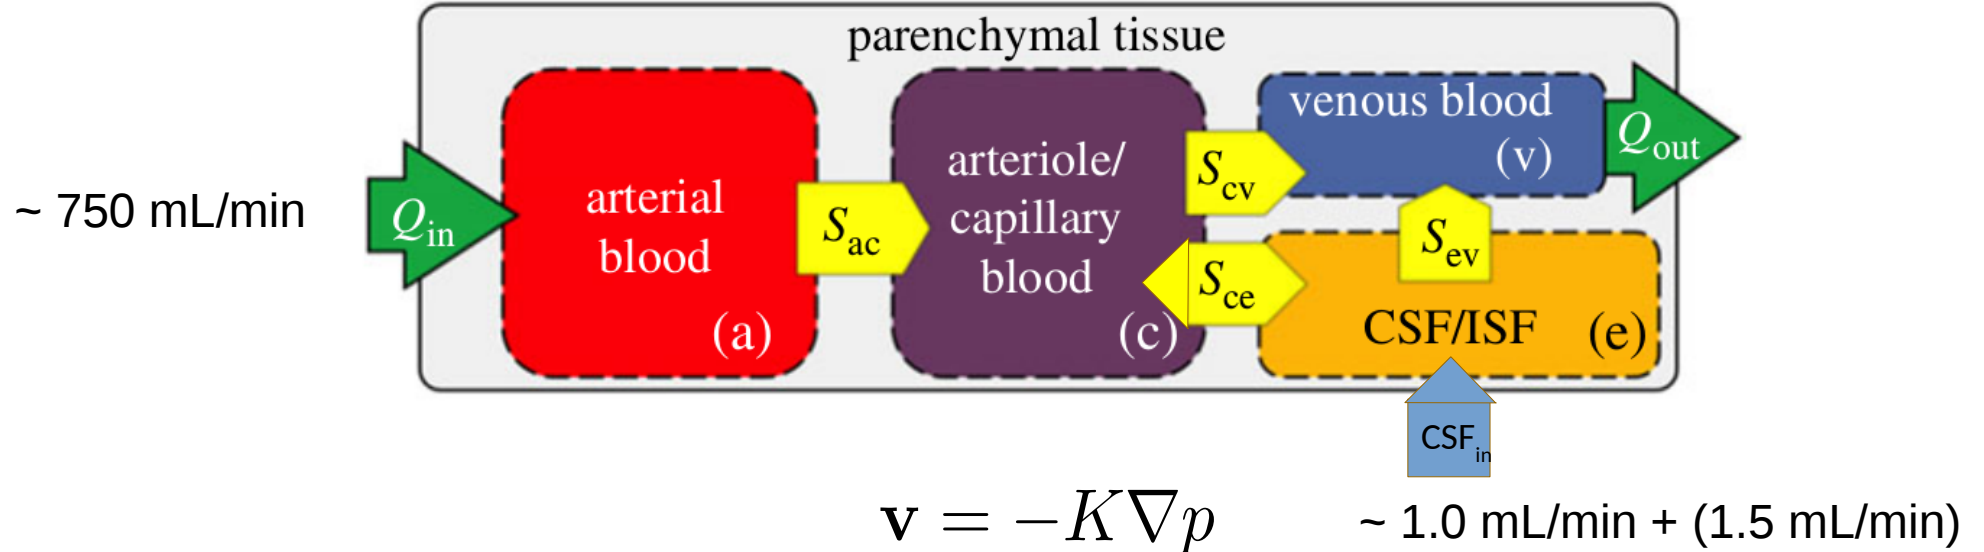 parenchymal tissue
~ 750 mL/min
Q_in
arterial
blood
(a)
S_ac
arteriole/
capillary
blood
(c)
S_cv
S_ce
venous blood
(v)
Q_out
S_ev
CSF/ISF (e)
CSF_in
v = −K∇p
~ 1.0 mL/min + (1.5 mL/min)